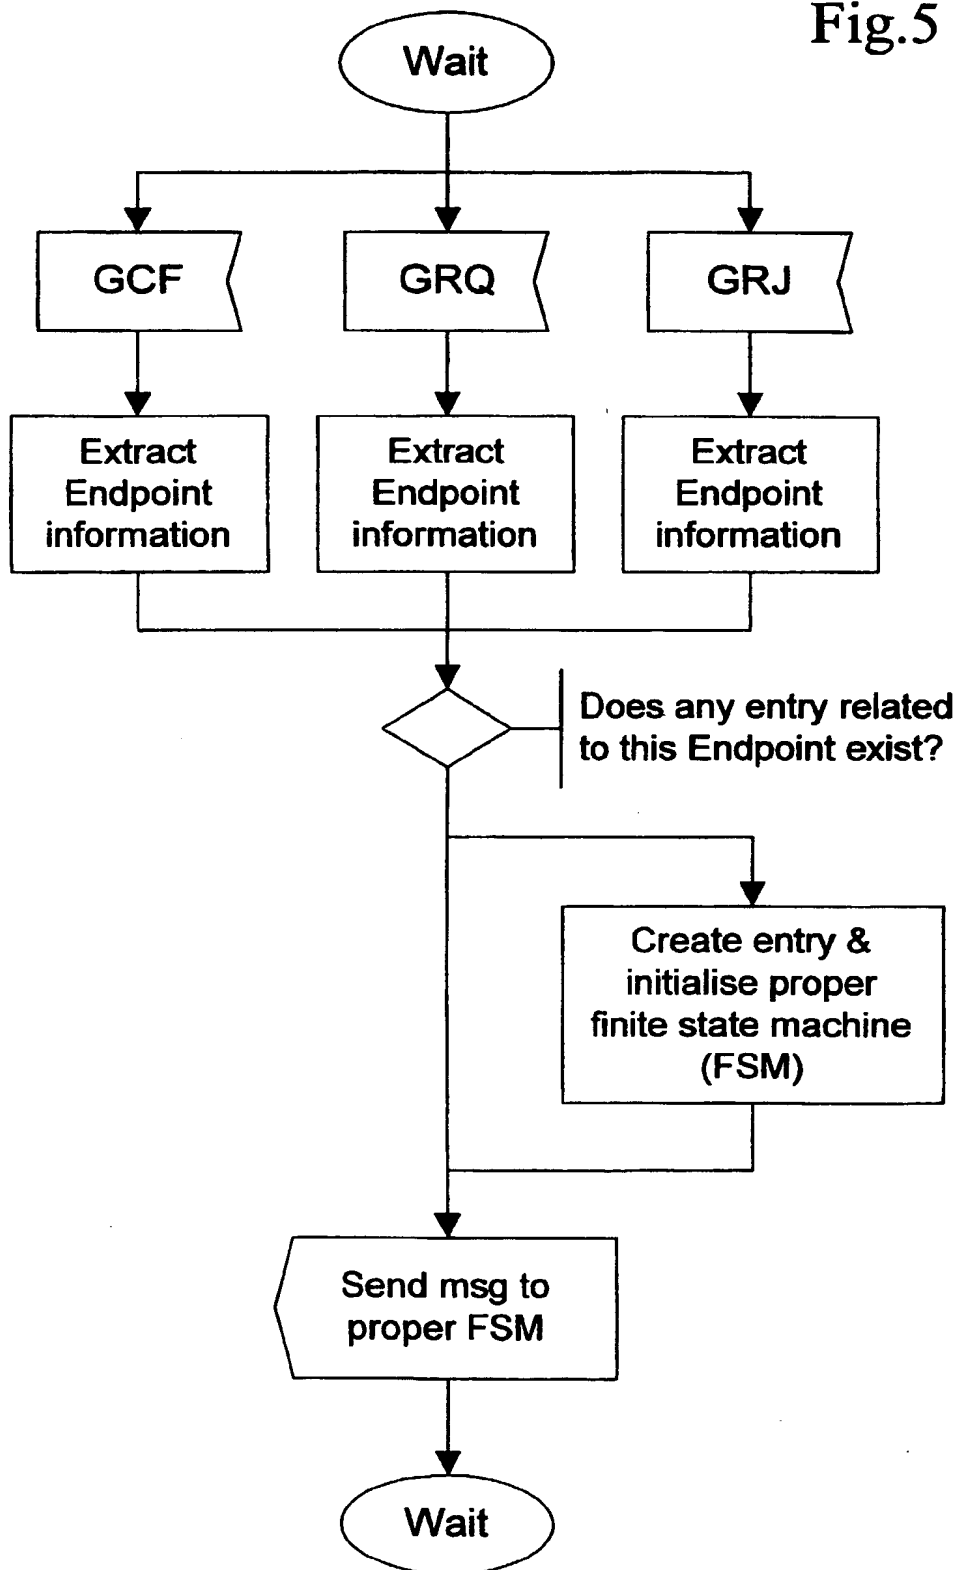 Fig.5
Wait
GCF
GRQ
GRJ
Extract
Endpoint
information
Extract
Endpoint
information
Extract
Endpoint
information
Does any entry related
to this Endpoint exist?
Create entry &
initialise proper
finite state machine
(FSM)
Send msg to
proper FSM
Wait